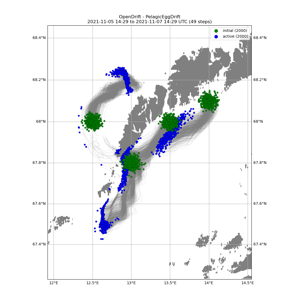 OpenDrift - PelagicEggDrift
2021-11-05 14:29 to 2021-11-07 14:29 UTC (49 steps)
initial (2000)
active (2000)
68.4°N
68.4°N
68.2°N
68.2°N
68°N
68°N
67.8°N
67.8°N
67.6°N
67.6°N
67.4°N
67.4°N
12°E
12.5°E
13°E
13.5°E
14°E
14.5°E